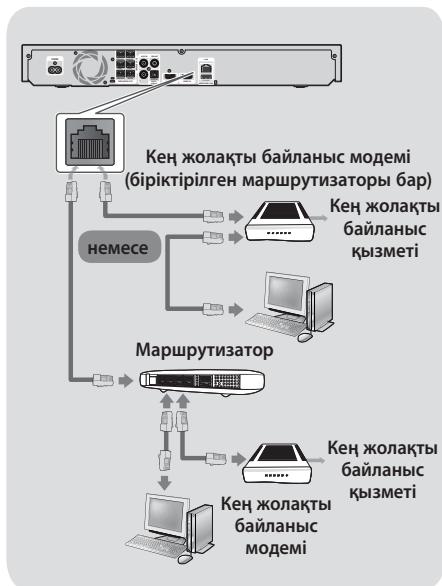 Кең жолақты байланыс модемі
(біріктірілген маршрутизаторы бар)
Кең жолақты
байланыс
қызметі
немесе
Маршрутизатор
Кең жолақты
байланыс
қызметі
Кең жолақты
байланыс
модемі